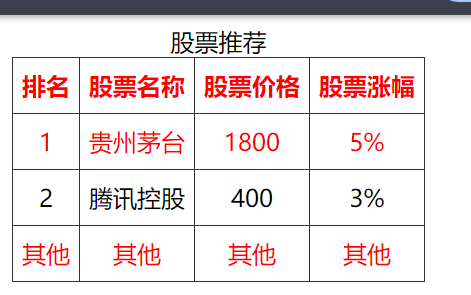 股票推荐
排名 股票名称 股票价格 股票涨幅
1 贵州茅台 1800 5%
2 腾讯控股 400 3%
其他 其他 其他 其他